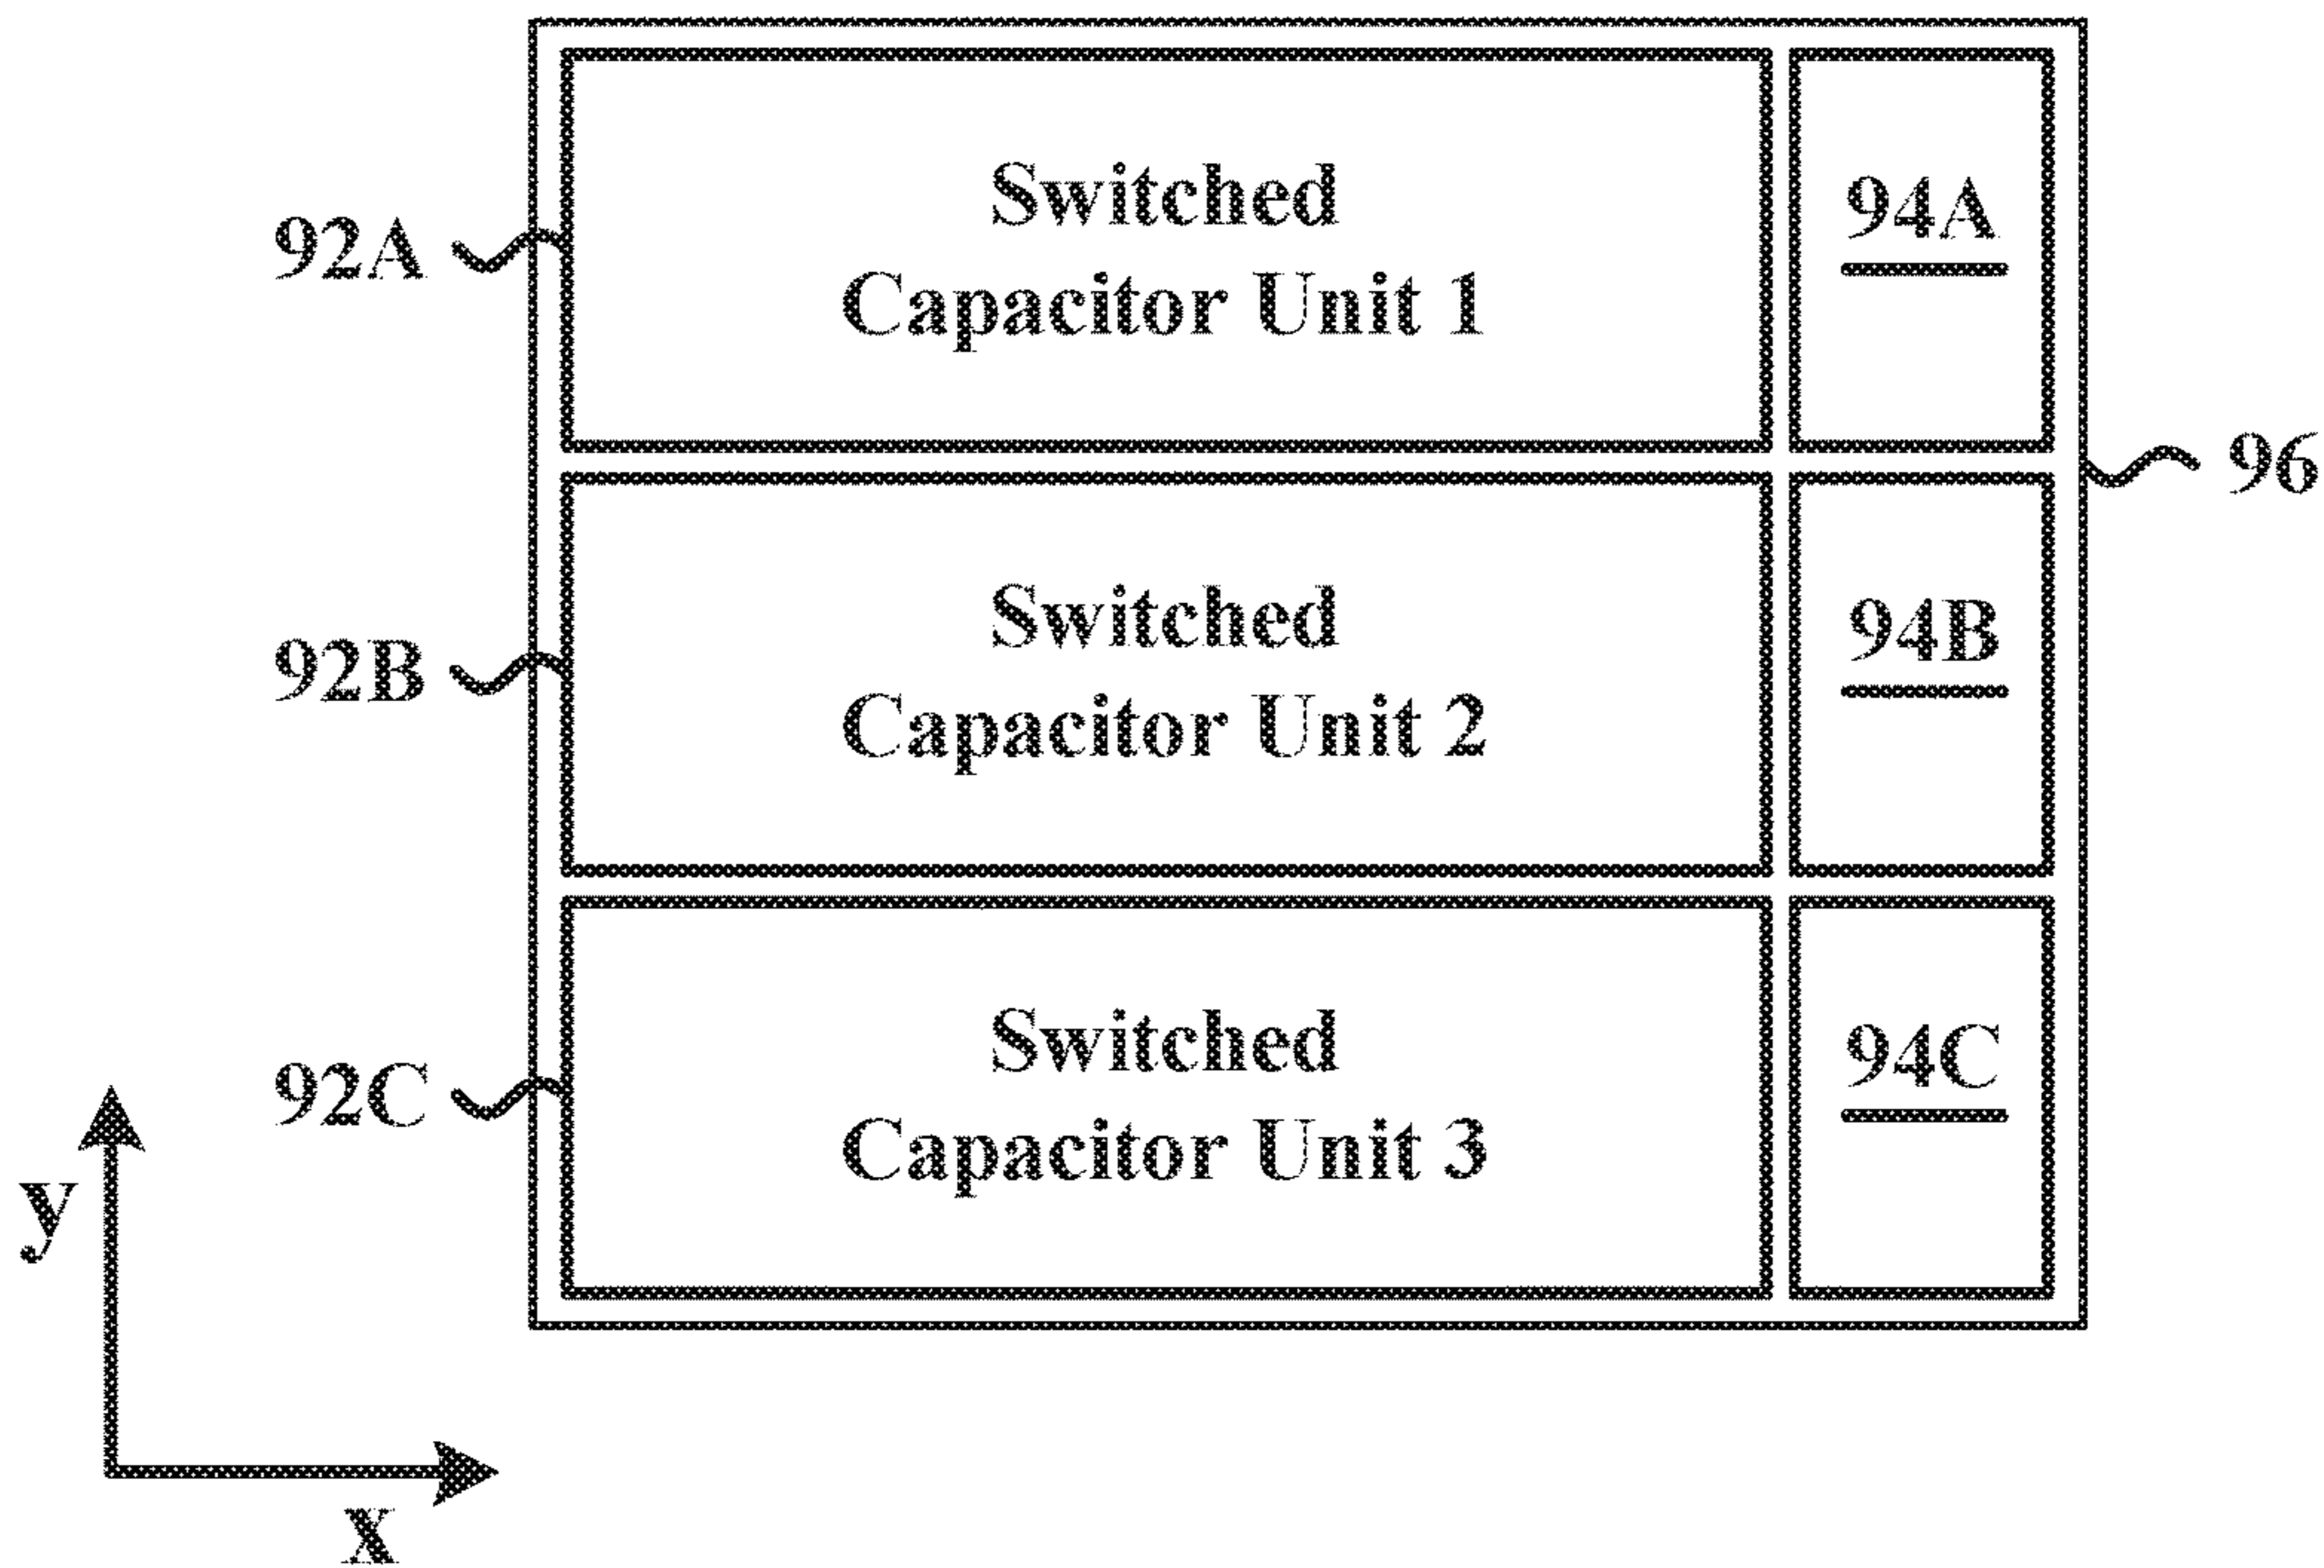 Switched
Capacitor Unit 1
92A
94A
96
Switched
Capacitor Unit 2
92B
94B
Switched
Capacitor Unit 3
92C
94C
y
x